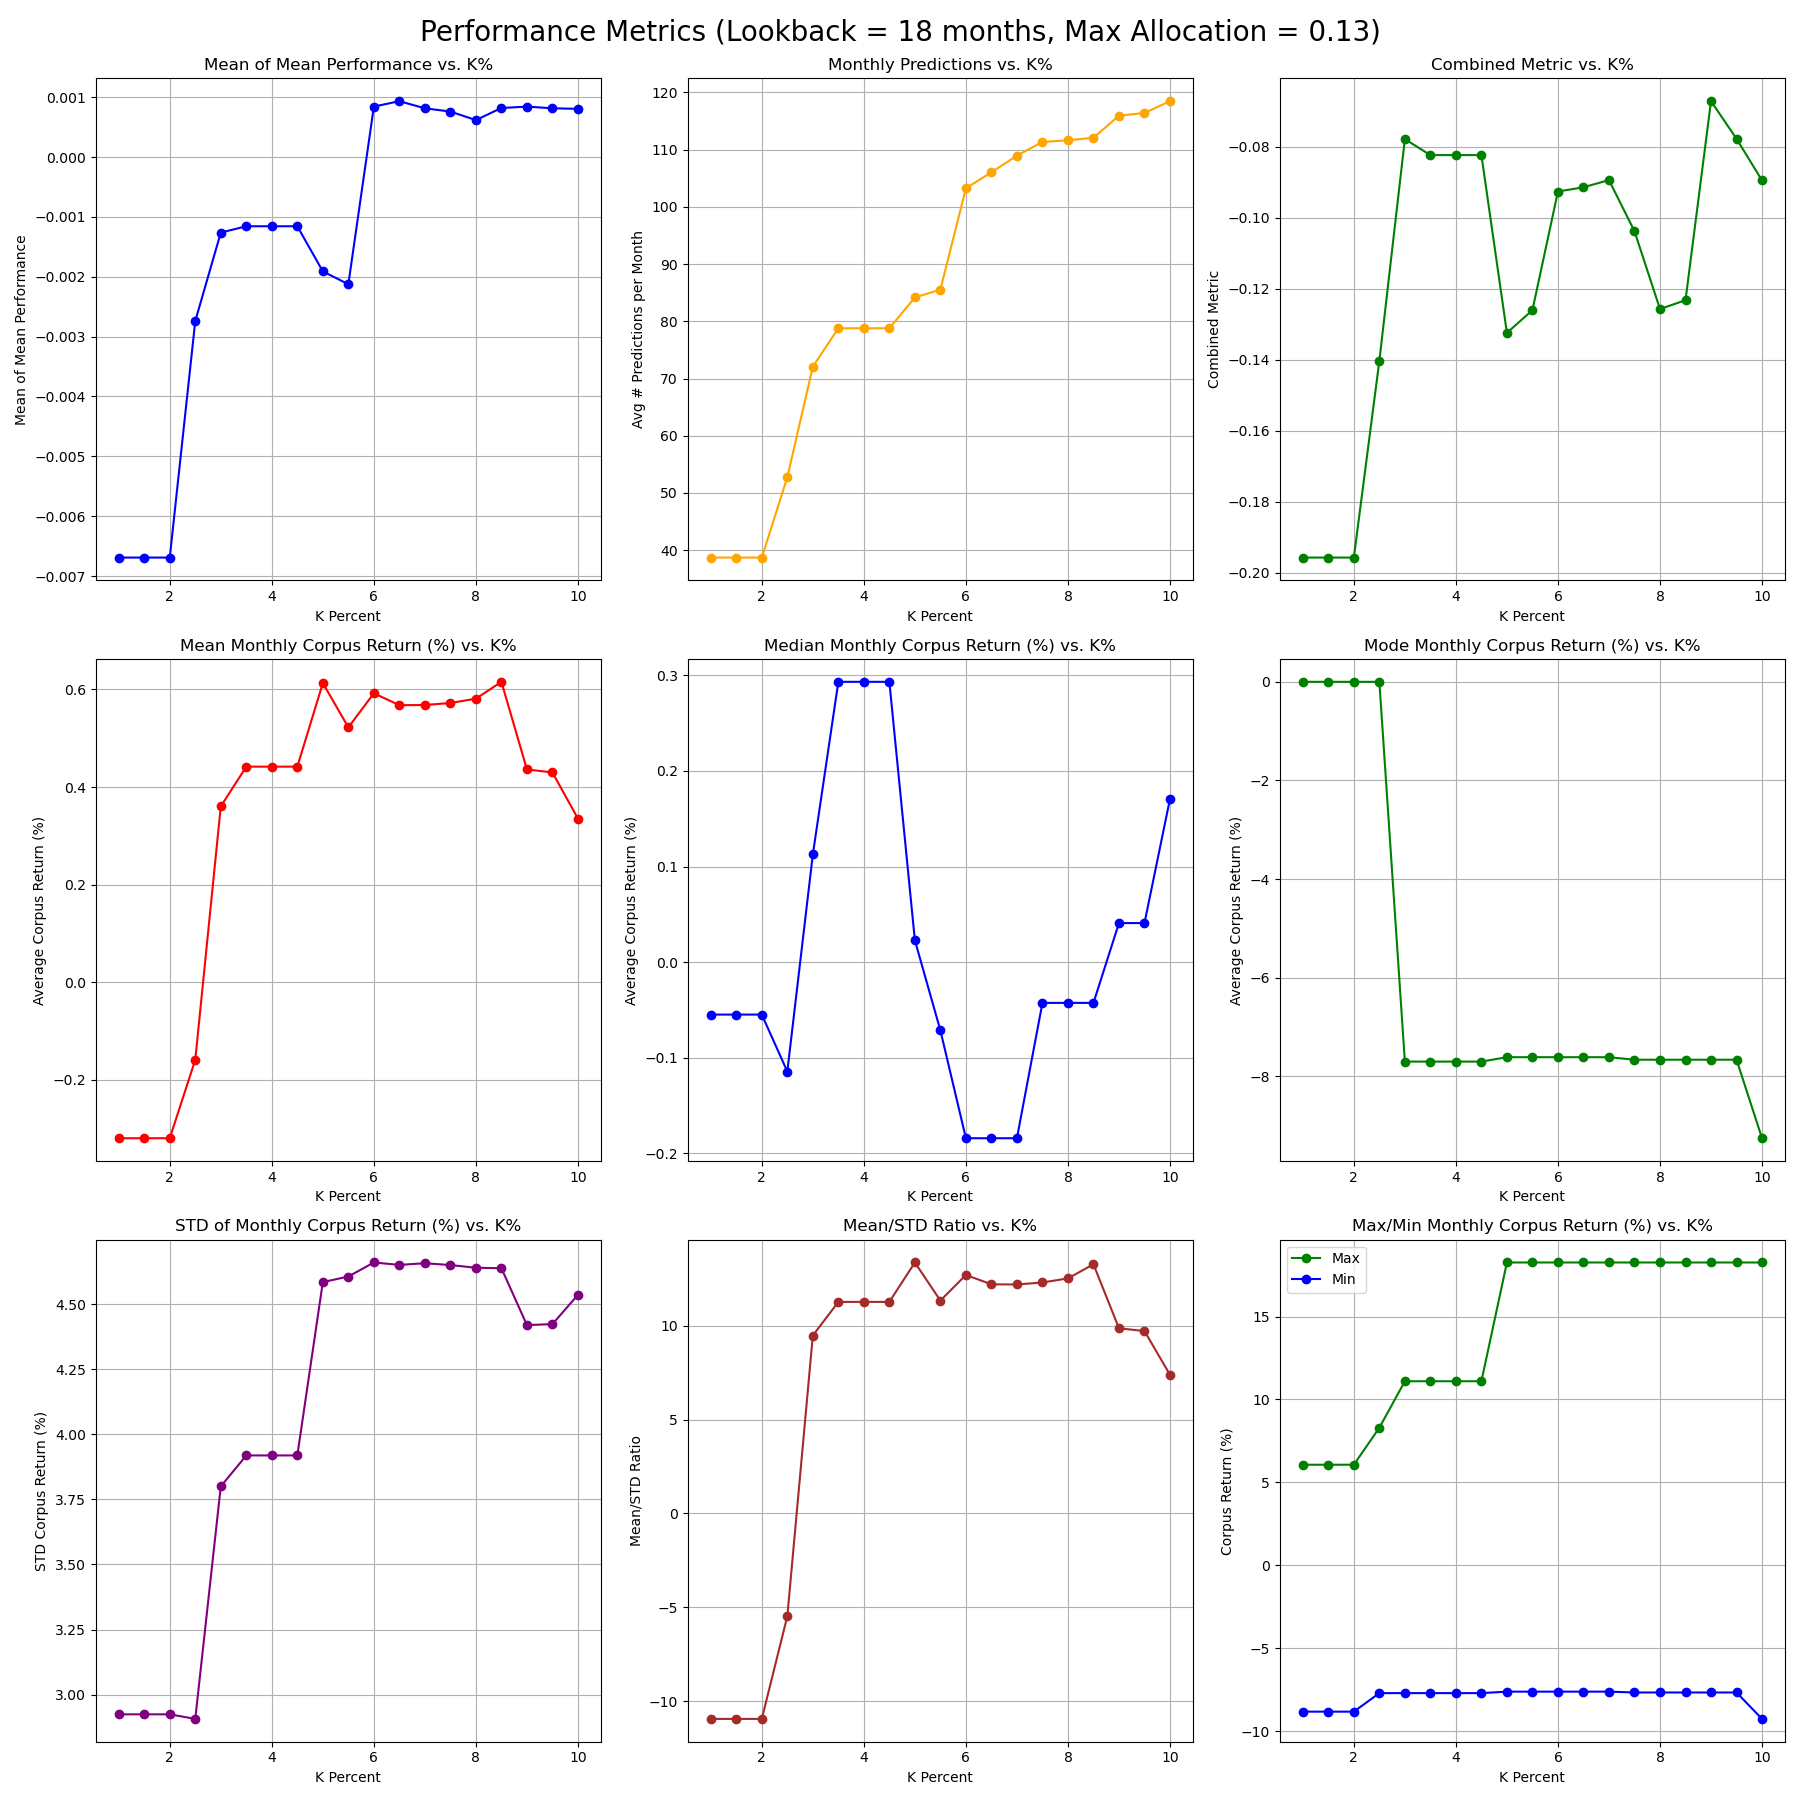 Performance Metrics (Lookback = 18 months, Max Allocation = 0.13)
Mean of Mean Performance vs. K%
Mean of Mean Performance
0.001
0.000
−0.001
−0.002
−0.003
−0.004
−0.005
−0.006
−0.007
2 4 6 8 10
K Percent
Monthly Predictions vs. K%
Avg # Predictions per Month
120
110
100
90
80
70
60
50
40
2 4 6 8 10
K Percent
Combined Metric vs. K%
Combined Metric
−0.08
−0.10
−0.12
−0.14
−0.16
−0.18
−0.20
2 4 6 8 10
K Percent
Mean Monthly Corpus Return (%) vs. K%
Average Corpus Return (%)
0.6
0.4
0.2
0.0
−0.2
2 4 6 8 10
K Percent
Median Monthly Corpus Return (%) vs. K%
Average Corpus Return (%)
0.3
0.2
0.1
0.0
−0.1
−0.2
2 4 6 8 10
K Percent
Mode Monthly Corpus Return (%) vs. K%
Average Corpus Return (%)
0
−2
−4
−6
−8
2 4 6 8 10
K Percent
STD of Monthly Corpus Return (%) vs. K%
STD Corpus Return (%)
4.50
4.25
4.00
3.75
3.50
3.25
3.00
2 4 6 8 10
K Percent
Mean/STD Ratio vs. K%
Mean/STD Ratio
10
5
0
−5
−10
2 4 6 8 10
K Percent
Max/Min Monthly Corpus Return (%) vs. K%
Max
Min
Corpus Return (%)
15
10
5
0
−5
−10
2 4 6 8 10
K Percent